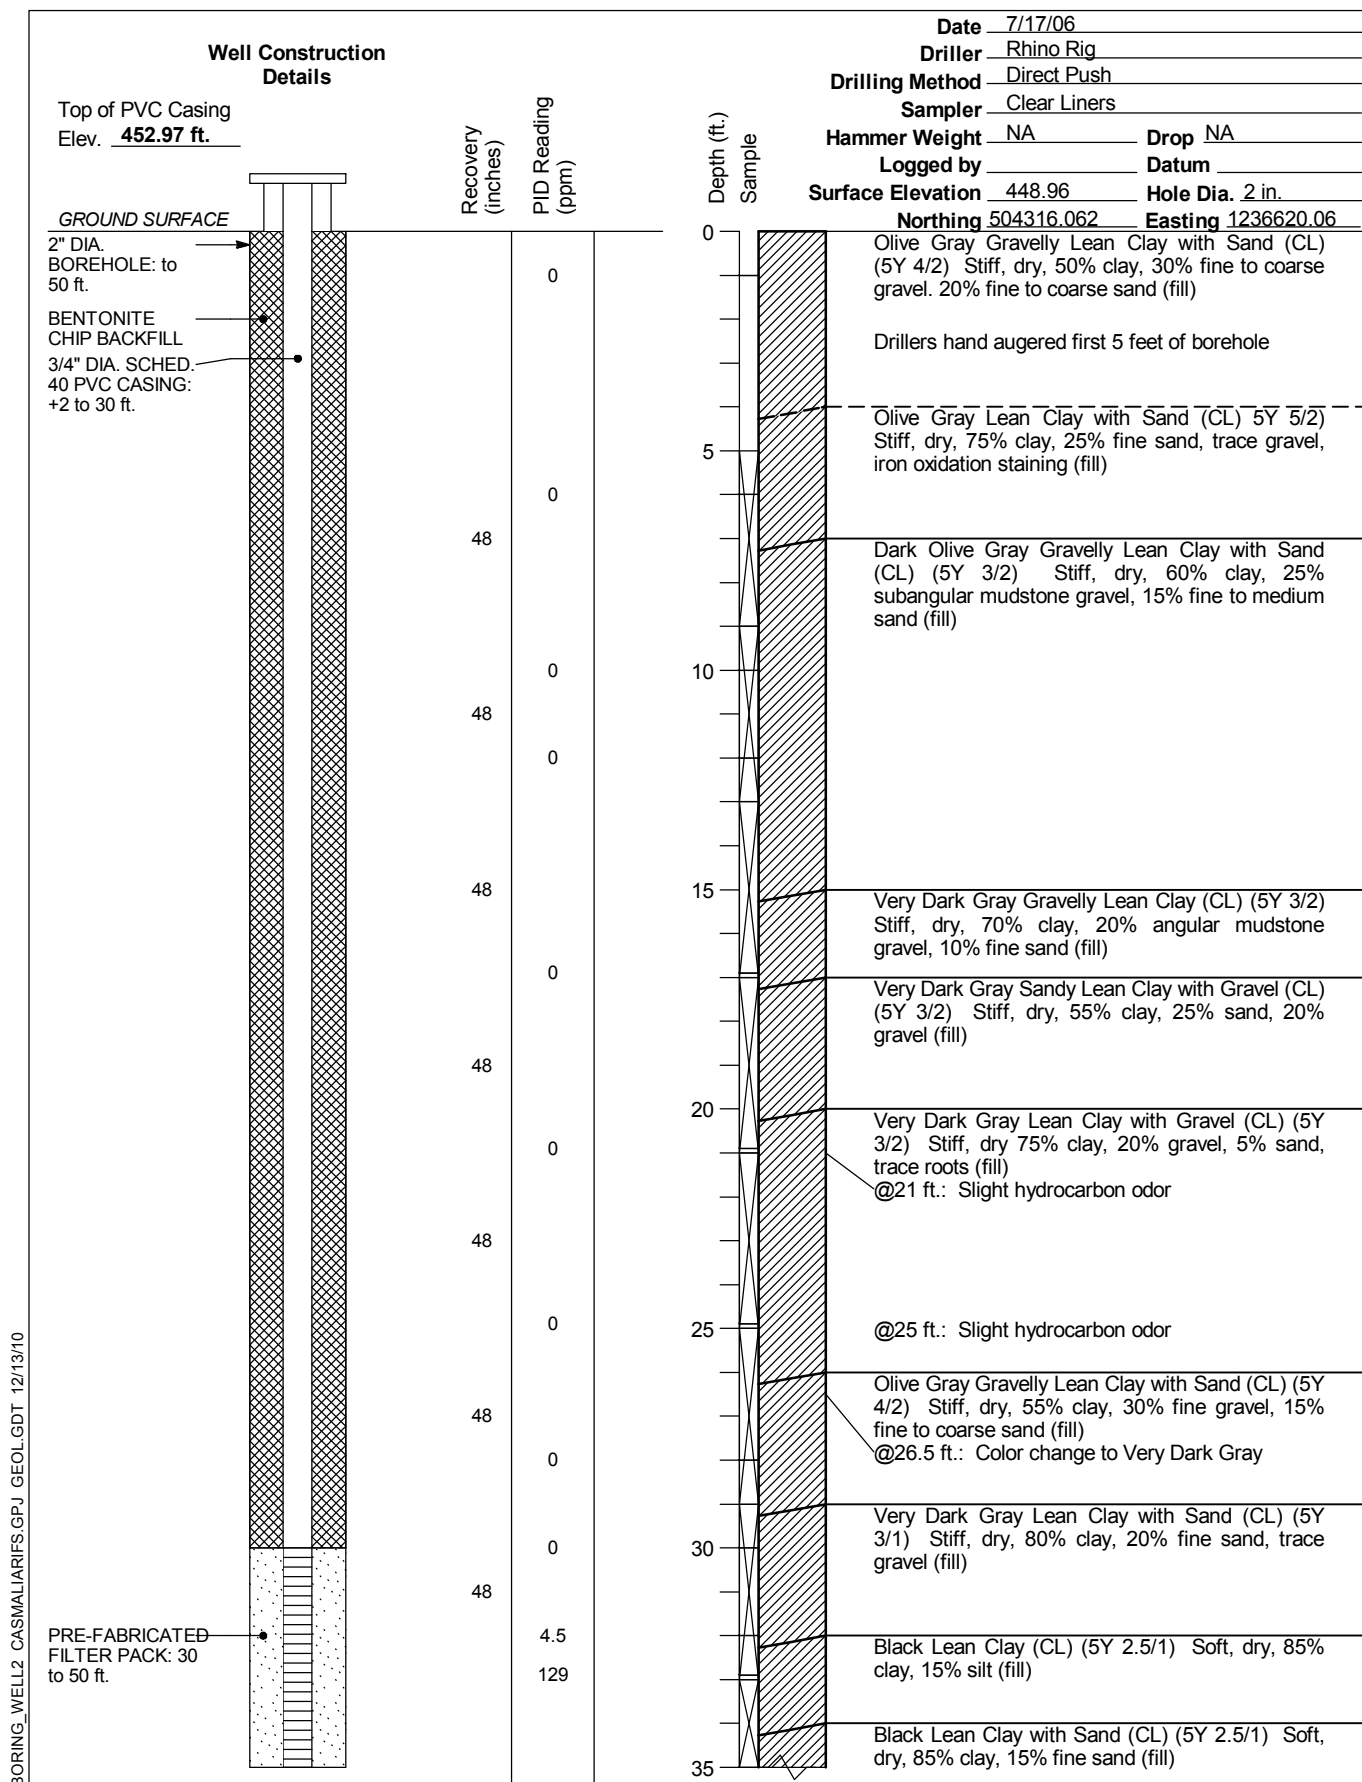 Date 7/17/06
Driller Rhino Rig
Drilling Method Direct Push
Sampler Clear Liners
Hammer Weight NA Drop NA
Logged by Datum
Surface Elevation 448.96 Hole Dia. 2 in.
Northing 504316.062 Easting 1236620.06
Well Construction
Details
Top of PVC Casing
Elev. 452.97 ft.
Recovery
(inches)
PID Reading
(ppm)
Depth (ft.)
Sample
GROUND SURFACE
2" DIA.
BOREHOLE: to
50 ft.
BENTONITE
CHIP BACKFILL
3/4" DIA. SCHED.
40 PVC CASING:
+2 to 30 ft.
PRE-FABRICATED
FILTER PACK: 30
to 50 ft.
48
48
48
48
48
48
48
0
0
0
0
0
0
0
0
0
4.5
129
0
5
10
15
20
25
30
35
Olive Gray Gravelly Lean Clay with Sand (CL)
(5Y 4/2) Stiff, dry, 50% clay, 30% fine to coarse
gravel. 20% fine to coarse sand (fill)
Drillers hand augered first 5 feet of borehole
Olive Gray Lean Clay with Sand (CL) 5Y 5/2)
Stiff, dry, 75% clay, 25% fine sand, trace gravel,
iron oxidation staining (fill)
Dark Olive Gray Gravelly Lean Clay with Sand
(CL) (5Y 3/2) Stiff, dry, 60% clay, 25%
subangular mudstone gravel, 15% fine to medium
sand (fill)
Very Dark Gray Gravelly Lean Clay (CL) (5Y 3/2)
Stiff, dry, 70% clay, 20% angular mudstone
gravel, 10% fine sand (fill)
Very Dark Gray Sandy Lean Clay with Gravel (CL)
(5Y 3/2) Stiff, dry, 55% clay, 25% sand, 20%
gravel (fill)
Very Dark Gray Lean Clay with Gravel (CL) (5Y
3/2) Stiff, dry 75% clay, 20% gravel, 5% sand,
trace roots (fill)
@21 ft.: Slight hydrocarbon odor
@25 ft.: Slight hydrocarbon odor
Olive Gray Gravelly Lean Clay with Sand (CL) (5Y
4/2) Stiff, dry, 55% clay, 30% fine gravel, 15%
fine to coarse sand (fill)
@26.5 ft.: Color change to Very Dark Gray
Very Dark Gray Lean Clay with Sand (CL) (5Y
3/1) Stiff, dry, 80% clay, 20% fine sand, trace
gravel (fill)
Black Lean Clay (CL) (5Y 2.5/1) Soft, dry, 85%
clay, 15% silt (fill)
Black Lean Clay with Sand (CL) (5Y 2.5/1) Soft,
dry, 85% clay, 15% fine sand (fill)
BORING_WELL2 CASMALIARIFS.GPJ GEOL.GDT 12/13/10